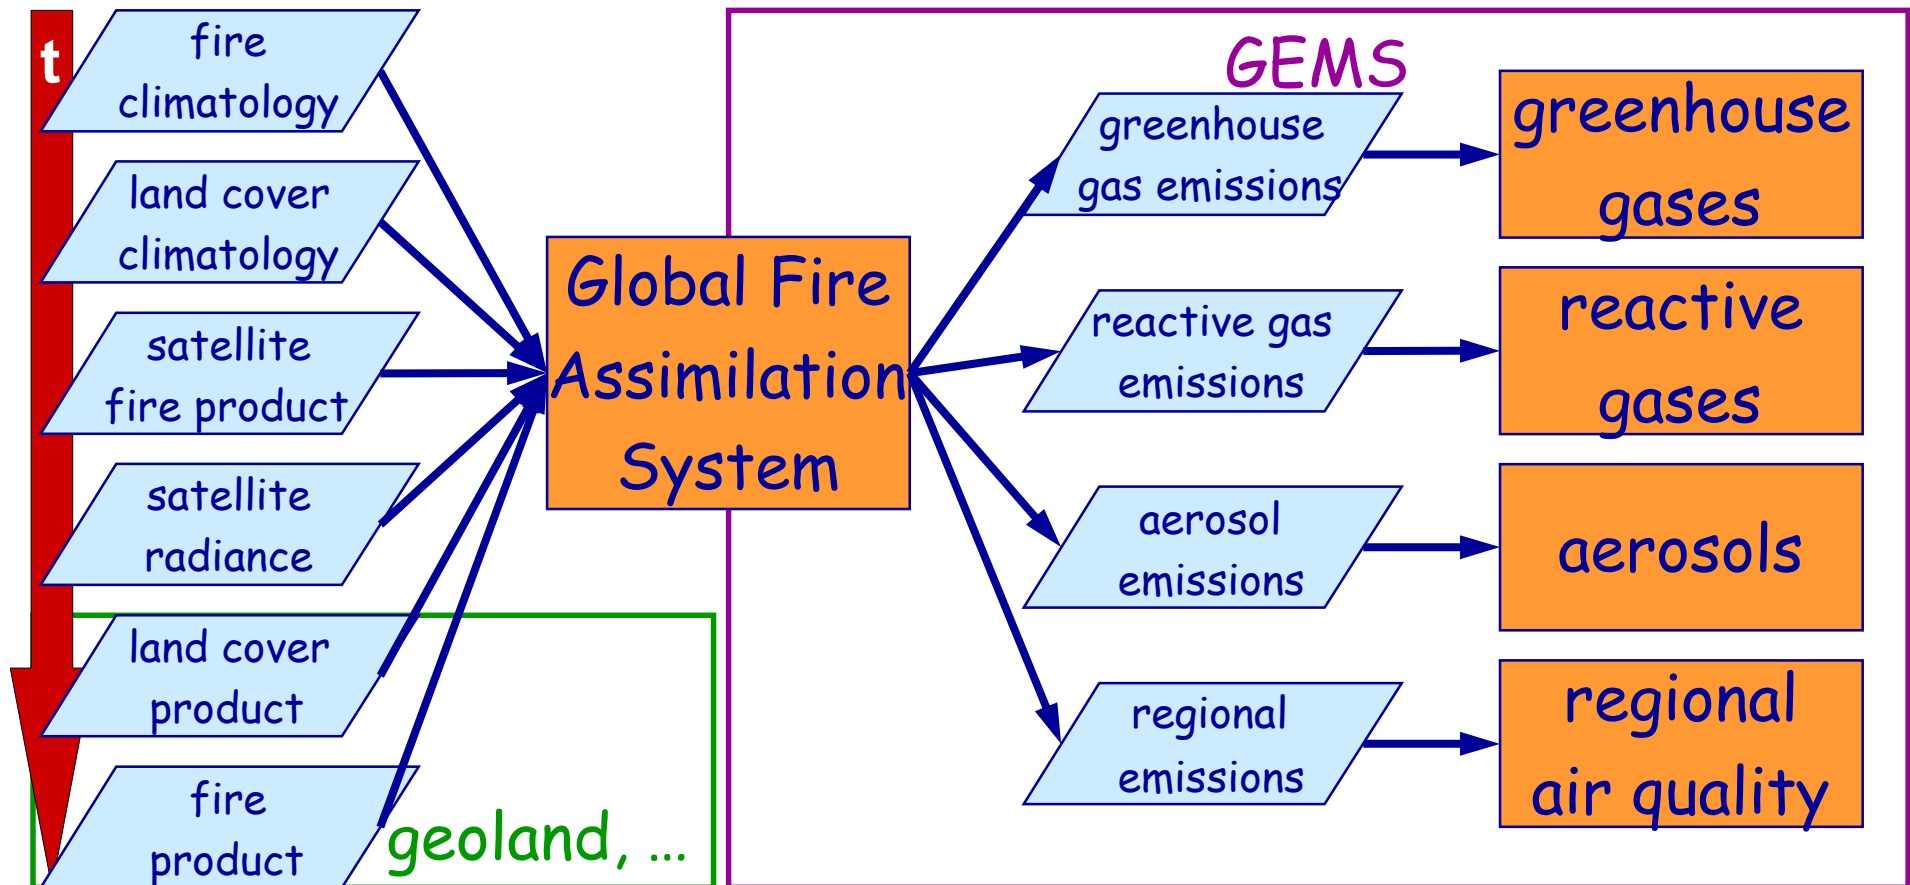 t
fire
climatology
land cover
climatology
satellite
fire product
satellite
radiance
land cover
product
fire
product
geoland, ...
Global Fire
Assimilation
System
GEMS
greenhouse
gas emissions
reactive gas
emissions
aerosol
emissions
regional
emissions
greenhouse
gases
reactive
gases
aerosols
regional
air quality